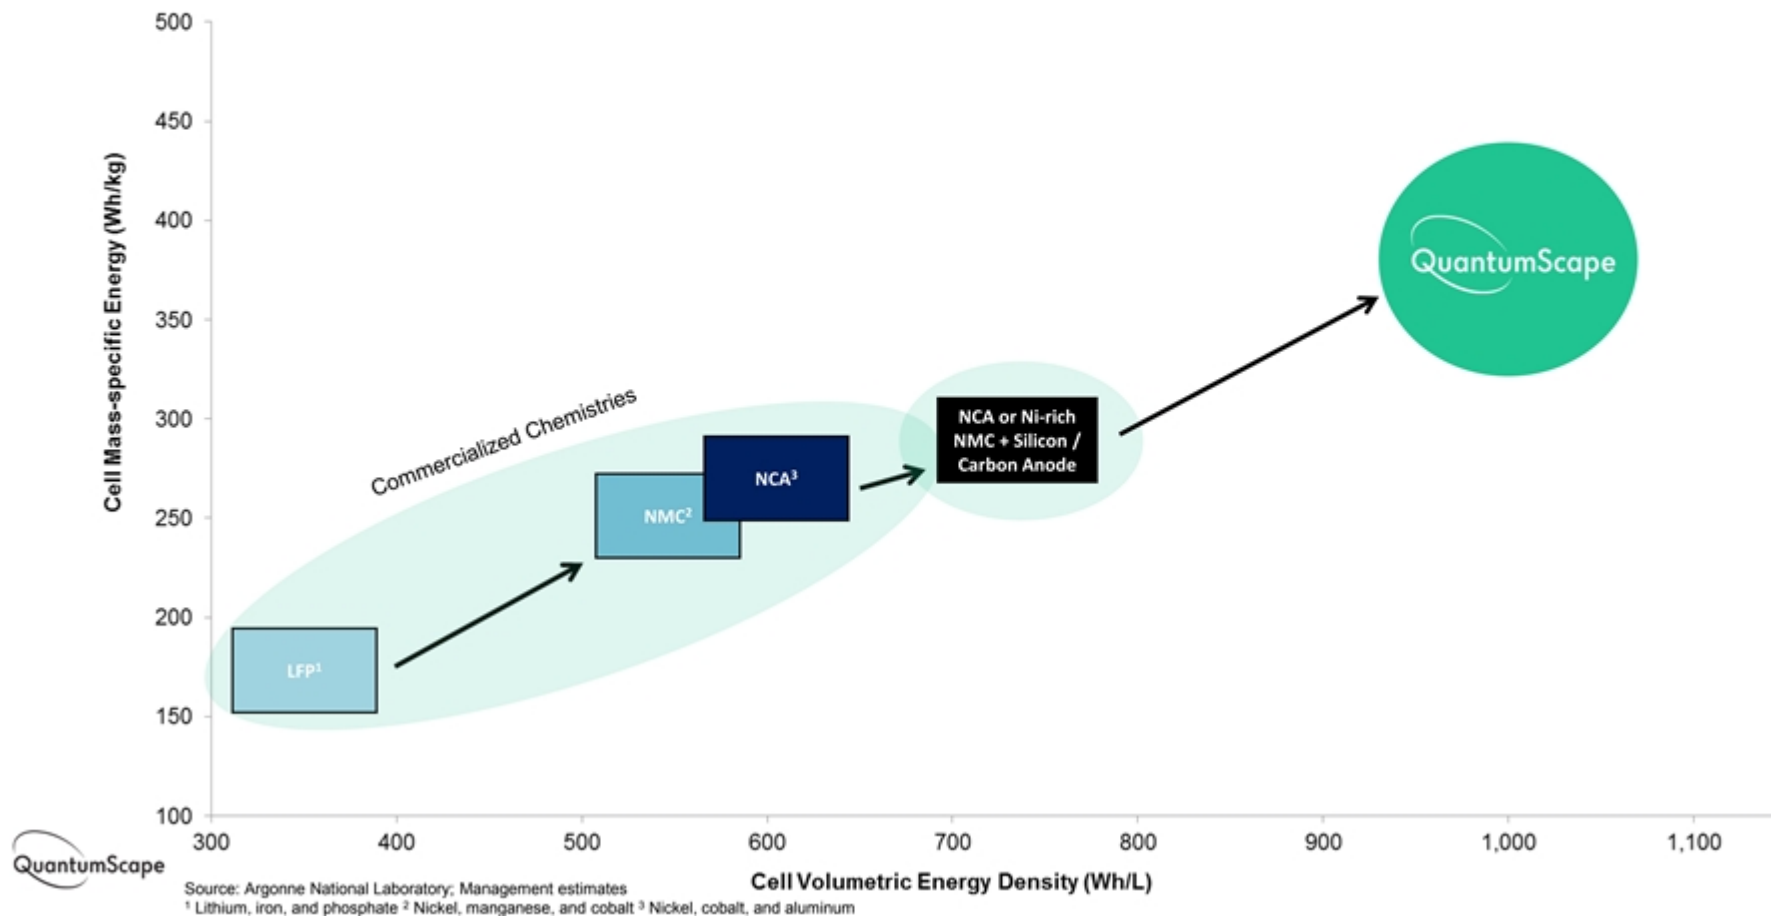 500
450
400
350
300
250
200
150
100
Cell Mass-specific Energy (Wh/kg)
Commercialized Chemistries
LFP¹
NMC²
NCA³
NCA or Ni-rich
NMC + Silicon /
Carbon Anode
QuantumScape
300 400 500 600 700 800 900 1,000 1,100
Cell Volumetric Energy Density (Wh/L)
QuantumScape
Source: Argonne National Laboratory; Management estimates
¹ Lithium, iron, and phosphate ² Nickel, manganese, and cobalt ³ Nickel, cobalt, and aluminum